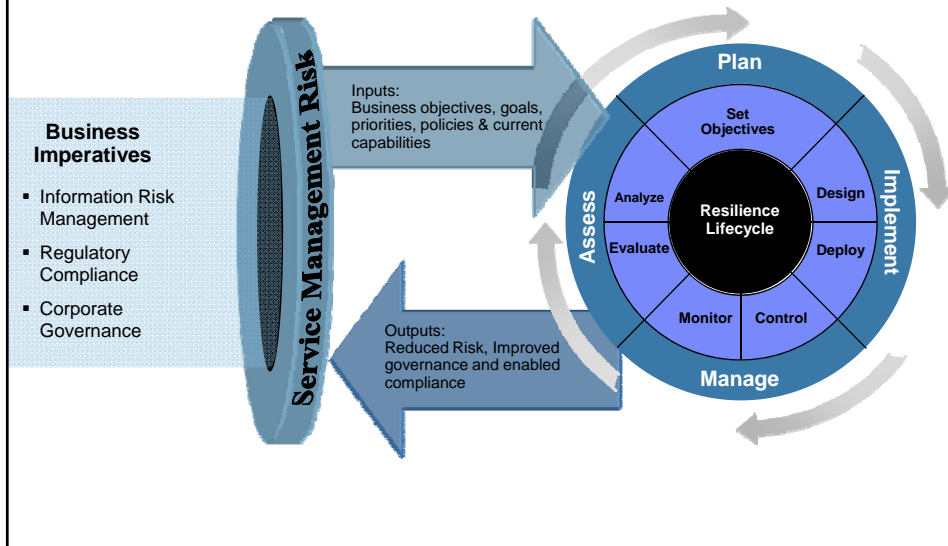 Business
Imperatives
▪ Information Risk
Management
▪ Regulatory
Compliance
▪ Corporate
Governance
Service Management Risk
Inputs:
Business objectives, goals,
priorities, policies & current
capabilities
Outputs:
Reduced Risk, Improved
governance and enabled
compliance
Plan
Set
Objectives
Implement
Design
Deploy
Manage
Control
Monitor
Assess
Evaluate
Analyze
Resilience
Lifecycle